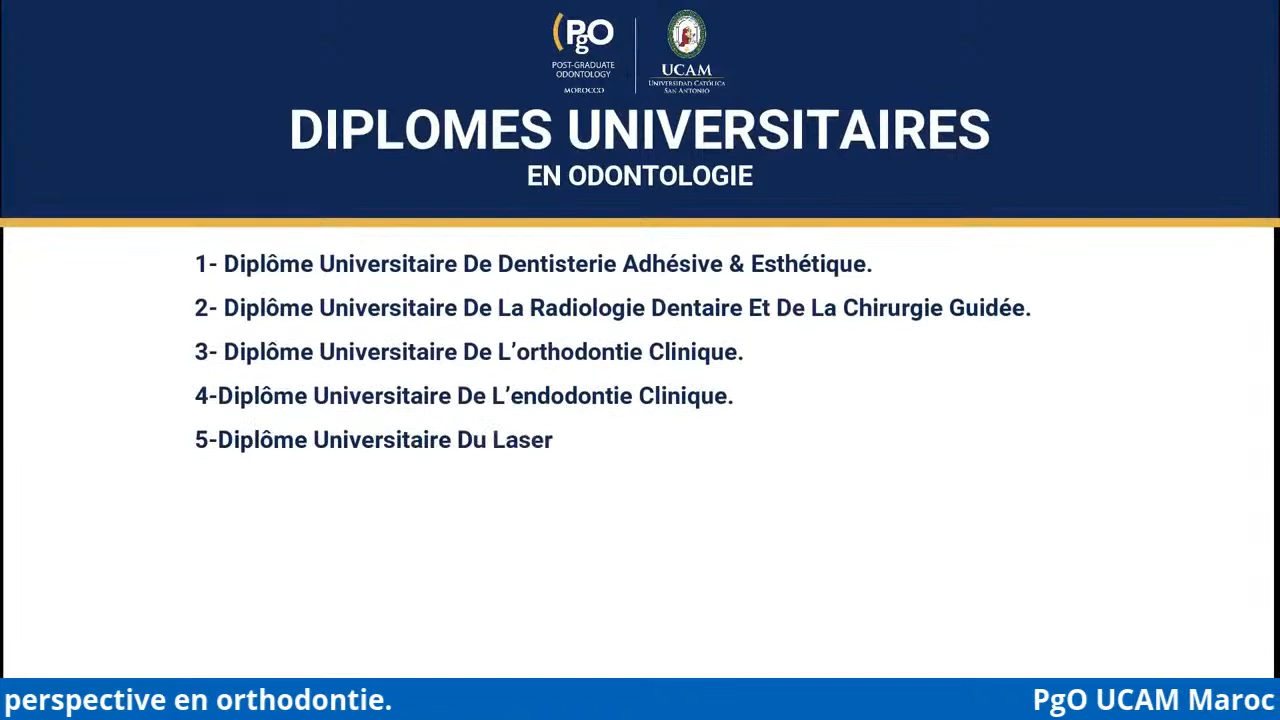 PgO
POST-GRADUATE
ODONTOLOGY
MOROCCO
UCAM
UNIVERSIDAD CATÓLICA
SAN ANTONIO
DIPLOMES UNIVERSITAIRES
EN ODONTOLOGIE
1- Diplôme Universitaire De Dentisterie Adhésive & Esthétique.
2- Diplôme Universitaire De La Radiologie Dentaire Et De La Chirurgie Guidée.
3- Diplôme Universitaire De L’orthodontie Clinique.
4-Diplôme Universitaire De L’endodontie Clinique.
5-Diplôme Universitaire Du Laser
perspective en orthodontie.
PgO UCAM Maroc